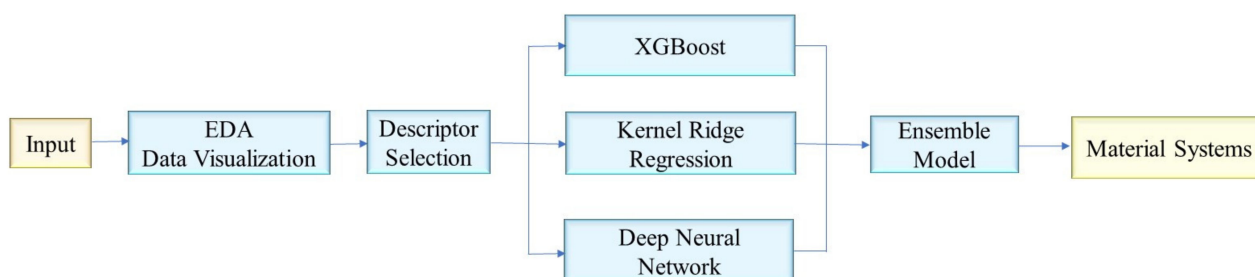 Input
EDA
Data Visualization
Descriptor
Selection
XGBoost
Kernel Ridge
Regression
Deep Neural
Network
Ensemble
Model
Material Systems